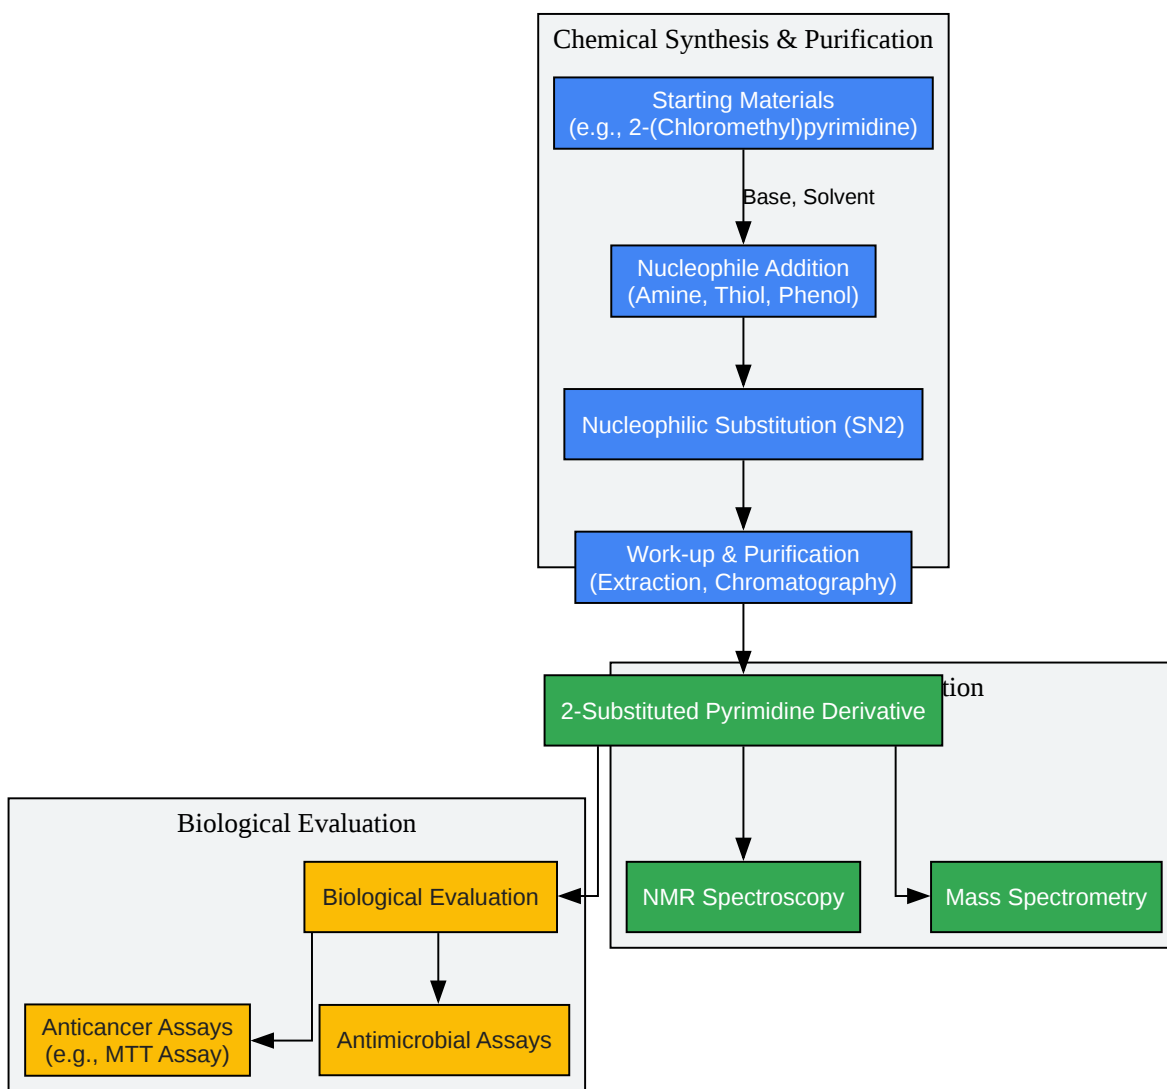 Chemical Synthesis & Purification
Starting Materials
(e.g., 2-(Chloromethyl)pyrimidine)
Base, Solvent
Nucleophile Addition
(Amine, Thiol, Phenol)
Nucleophilic Substitution (SN2)
Work-up & Purification
(Extraction, Chromatography)
2-Substituted Pyrimidine Derivative
Biological Evaluation
Biological Evaluation
NMR Spectroscopy
Mass Spectrometry
Anticancer Assays
(e.g., MTT Assay)
Antimicrobial Assays